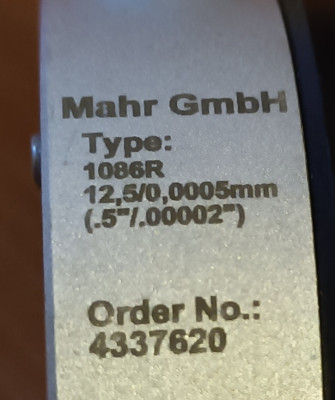 Mahr GmbH
Type:
1086R
12,5/0,0005mm
(.5"/.00002")
Order No.:
4337620